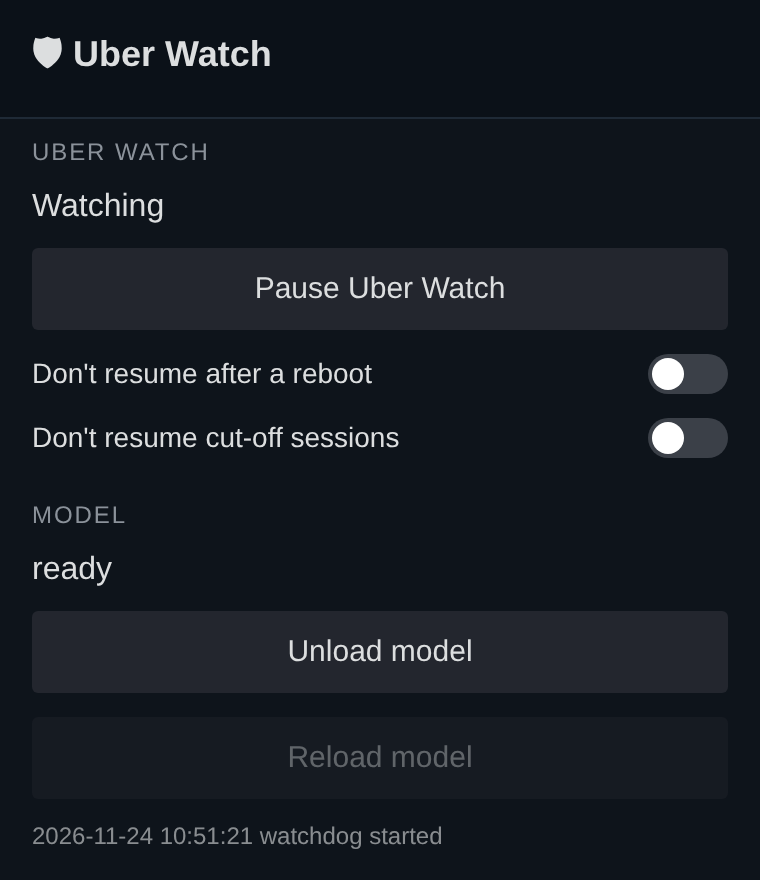 Uber Watch
UBER WATCH
Watching
Pause Uber Watch
Don't resume after a reboot
Don't resume cut-off sessions
MODEL
ready
Unload model
Reload model
2026-11-24 10:51:21 watchdog started